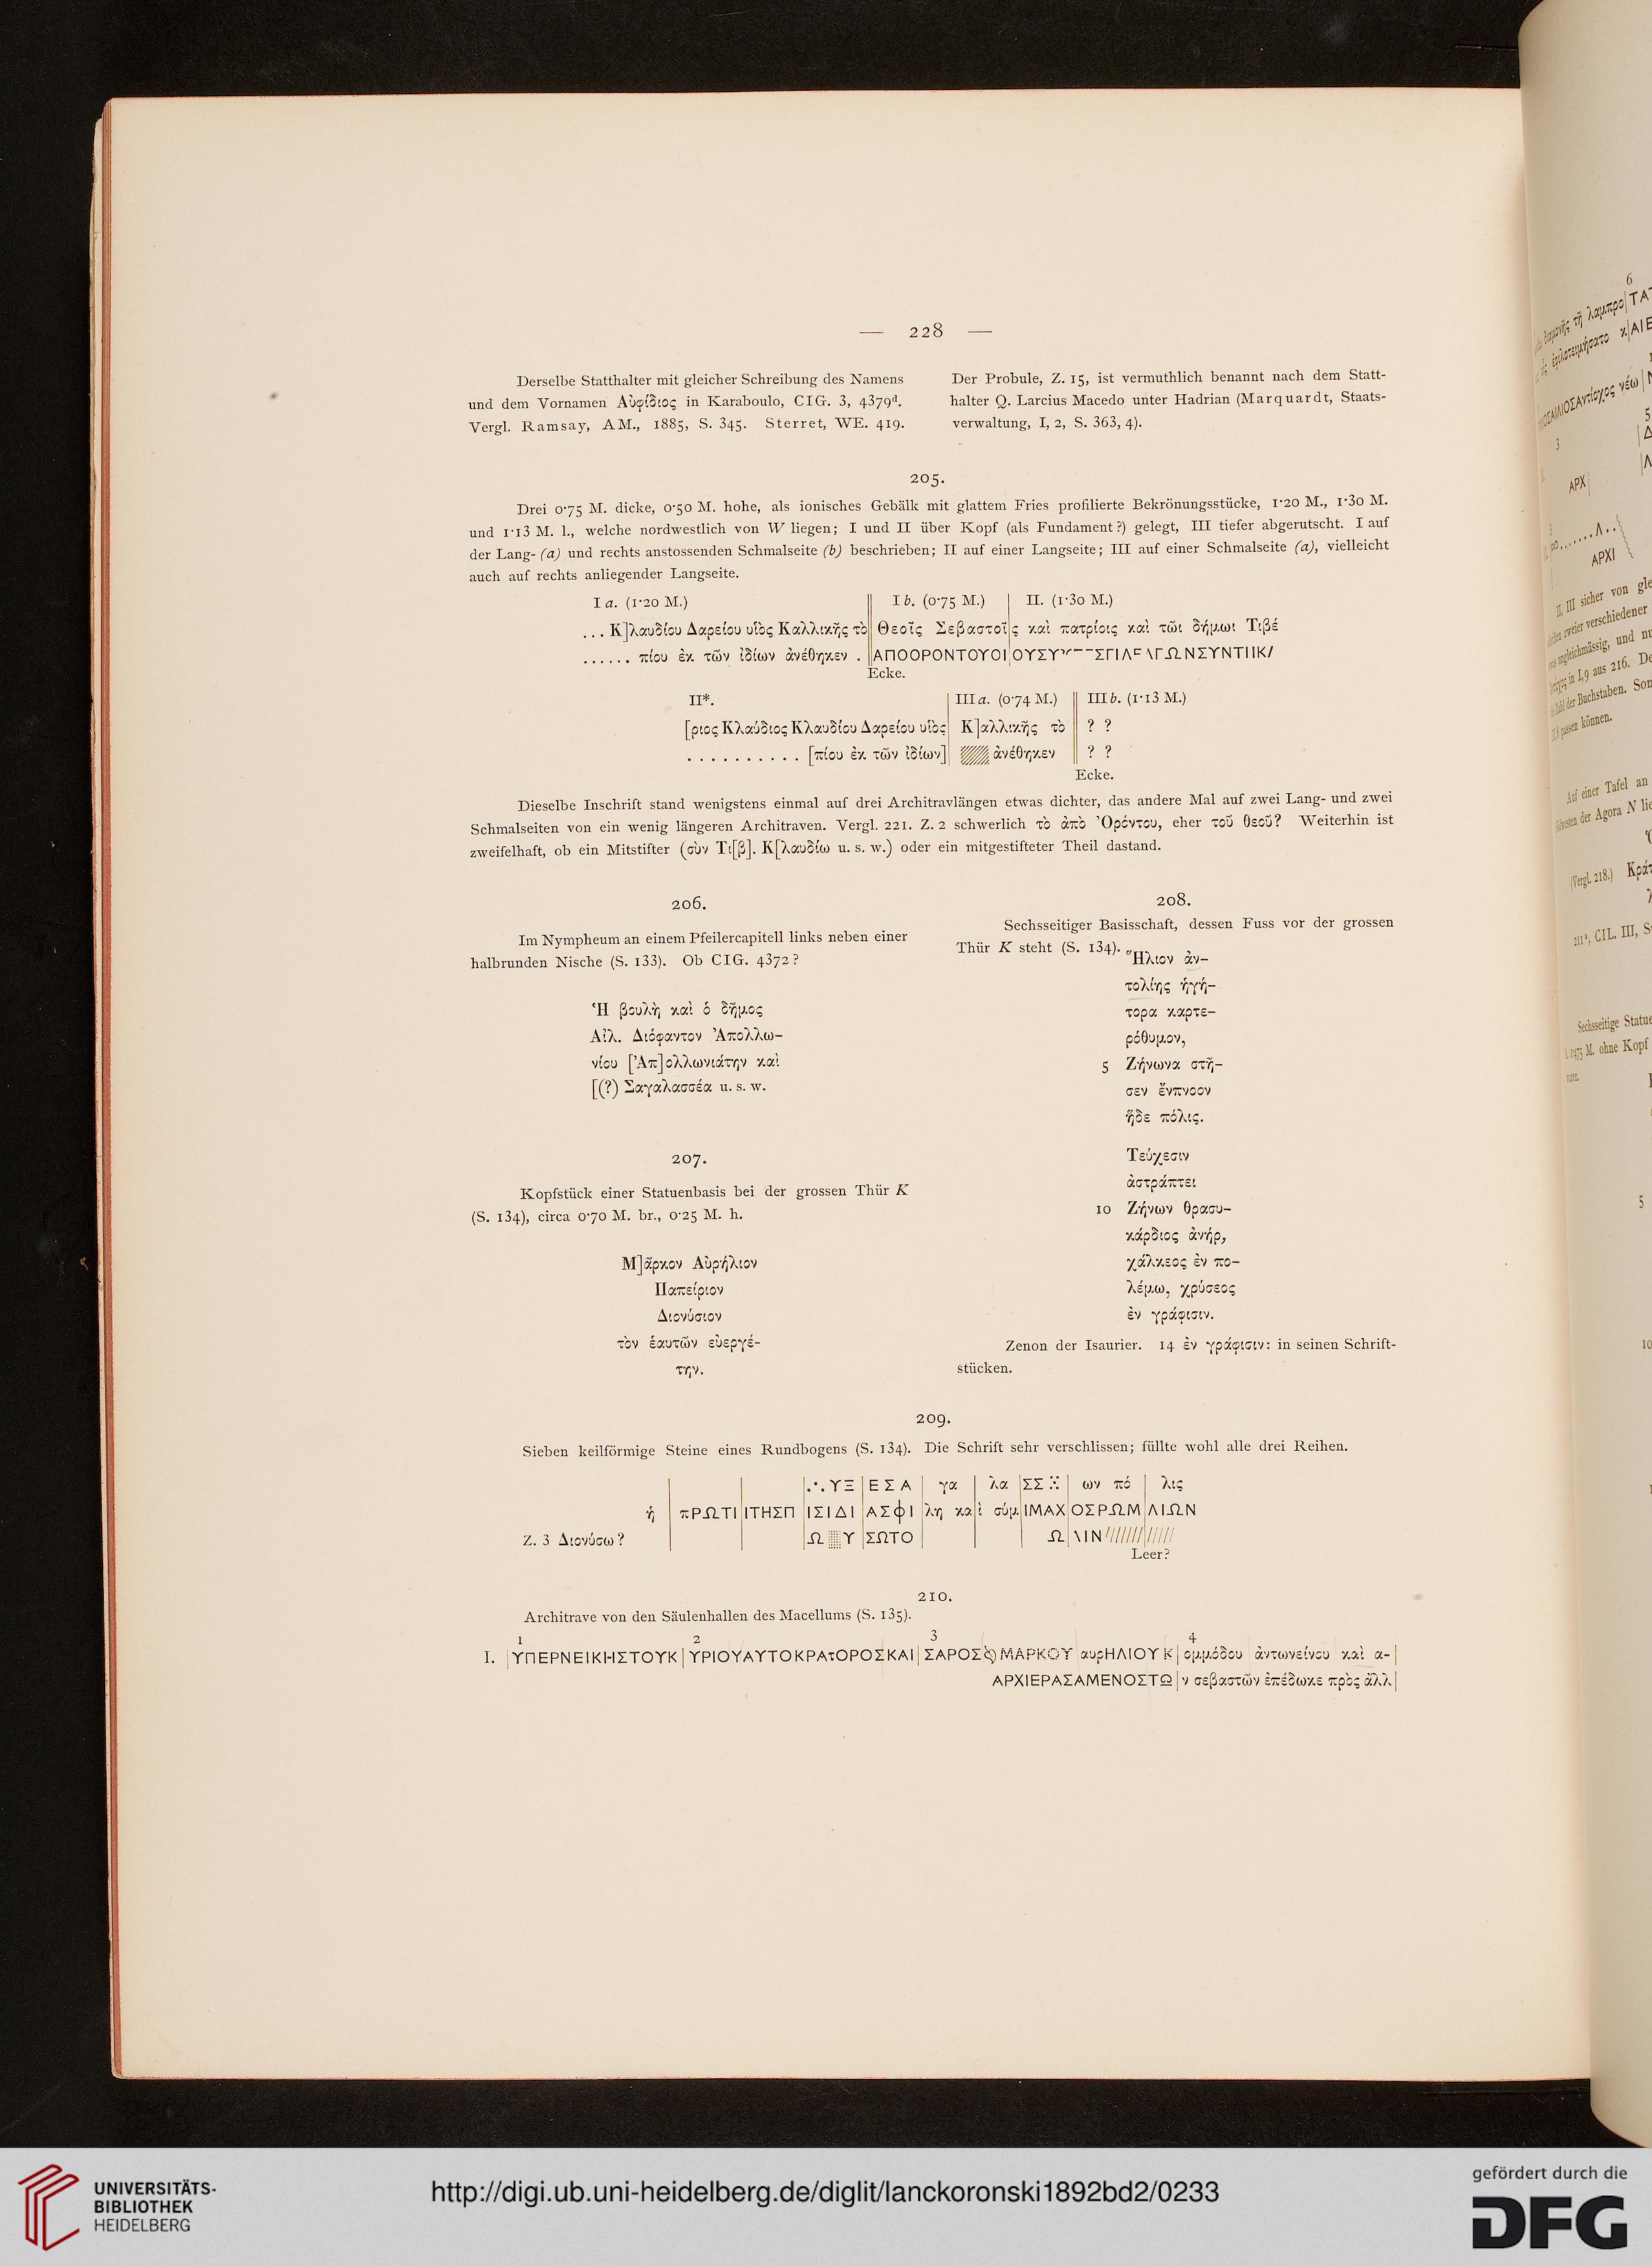 — 228 —
Derselbe Statthalter mit gleicher Schreibung des Namens
und dem Vornamen Αὐφίδιος in Karaboulo, CIG. 3, 4379ᵈ.
Vergl. Ramsay, AM., 1885, S. 345. Sterret, WE. 419.
Der Probule, Z. 15, ist vermuthlich benannt nach dem Statt-
halter Q. Larcius Macedo unter Hadrian (Marquardt, Staats-
verwaltung, I, 2, S. 363, 4).
205.
Drei 0·75 M. dicke, 0·50 M. hohe, als ionisches Gebälk mit glattem Fries profilierte Bekrönungsstücke, 1·20 M., 1·30 M.
und 1·13 M. l., welche nordwestlich von W liegen; I und II über Kopf (als Fundament?) gelegt, III tiefer abgerutscht. I auf
der Lang- (a) und rechts anstossenden Schmalseite (b) beschrieben; II auf einer Langseite; III auf einer Schmalseite (a), vielleicht
auch auf rechts anliegender Langseite.
I a. (1·20 M.) || I b. (0·75 M.) | II. (1·30 M.)
. . . Κ]λαυδίου Δαρείου υἱὸς Καλλικῆς τὸ || Θεοῖς Σεβαστοῖ|ς καὶ πατρίοις καὶ τῶι δήμωι Τιβέ
. . . . . . πίου ἐκ τῶν ἰδίων ἀνέθηκεν . || ΑΠΟΟΡΟΝΤΟΥΟΙ|ΟΥΣΥ
Ecke.
II*. | III a. (0·74 M.) || III b. (1·13 M.)
[ριος Κλαύδιος Κλαυδίου Δαρείου υἱὸς | Κ]αλλικῆς τὸ || ? ?
. . . . . . . . . . [πίου ἐκ τῶν ἰδίων] | ἀνέθηκεν || ? ?
Ecke.
Dieselbe Inschrift stand wenigstens einmal auf drei Architravlängen etwas dichter, das andere Mal auf zwei Lang- und zwei
Schmalseiten von ein wenig längeren Architraven. Vergl. 221. Z. 2 schwerlich τὸ ἀπὸ Ὀρόντου, eher τοῦ θεοῦ? Weiterhin ist
zweifelhaft, ob ein Mitstifter (σὺν Τι[β]. Κ[λαυδίω u. s. w.) oder ein mitgestifteter Theil dastand.
206.
Im Nympheum an einem Pfeilercapitell links neben einer
halbrunden Nische (S. 133). Ob CIG. 4372?
Ἡ βουλὴ καὶ ὁ δῆμος
Αἰλ. Διόφαντον Ἀπολλω-
νίου [Ἀπ]ολλωνιάτην καὶ
[(?) Σαγαλασσέα u. s. w.
207.
Kopfstück einer Statuenbasis bei der grossen Thür K
(S. 134), circa 0·70 M. br., 0·25 M. h.
Μ]ᾶρκον Αὐρήλιον
Παπείριον
Διονύσιον
τὸν ἑαυτῶν εὐεργέ-
την.
208.
Sechsseitiger Basisschaft, dessen Fuss vor der grossen
Thür K steht (S. 134).
Ἥλιον ἀν-
τολίης ἡγή-
τορα καρτε-
ρόθυμον,
5 Ζήνωνα στῆ-
σεν ἔνπνοον
ἥδε πόλις.
Τεύχεσιν
ἀστράπτει
10 Ζήνων θρασυ-
κάρδιος ἀνήρ,
χάλκεος ἐν πο-
λέμω, χρύσεος
ἐν γράφισιν.
Zenon der Isaurier. 14 ἐν γράφισιν: in seinen Schrift-
stücken.
209.
Sieben keilförmige Steine eines Rundbogens (S. 134). Die Schrift sehr verschlissen; füllte wohl alle drei Reihen.
ΥΞ | ΕΣΑ | γα | λα | ΣΣ | ων πό | λις
ἡ | πΡΩΤΙ | ΙΤΗΣΠ | ΙΣΙΔΙ | ΑΣΦΙ | λη κα|ὶ σύμ|ΙΜΑΧ|ΟΣΡΩΜ|ΛΙΩΝ
Z. 3 Διονύσω? | Ω Υ | ΣΩΤΟ | Ω|\ΙΝ
Leer?
210.
Architrave von den Säulenhallen des Macellums (S. 135).
1 2 3 4
I. | ΥΠΕΡΝΕΙΚΗΣΤΟΥΚ | ΥΡΙΟΥΑΥΤΟΚΡΑτΟΡΟΣΚΑΙ | ΣΑΡΟΣ ΜΑΡΚΟΥ αυρΗΛΙΟΥ Κ | ομμόδου ἀντωνείνου καὶ α- |
ΑΡΧΙΕΡΑΣΑΜΕΝΟΣΤΩ | ν σεβαστῶν ἐπέδωκε πρὸς ἄλλ |
UNIVERSITÄTS-
BIBLIOTHEK
HEIDELBERG
http://digi.ub.uni-heidelberg.de/diglit/lanckoronski1892bd2/0233
gefördert durch die
DFG